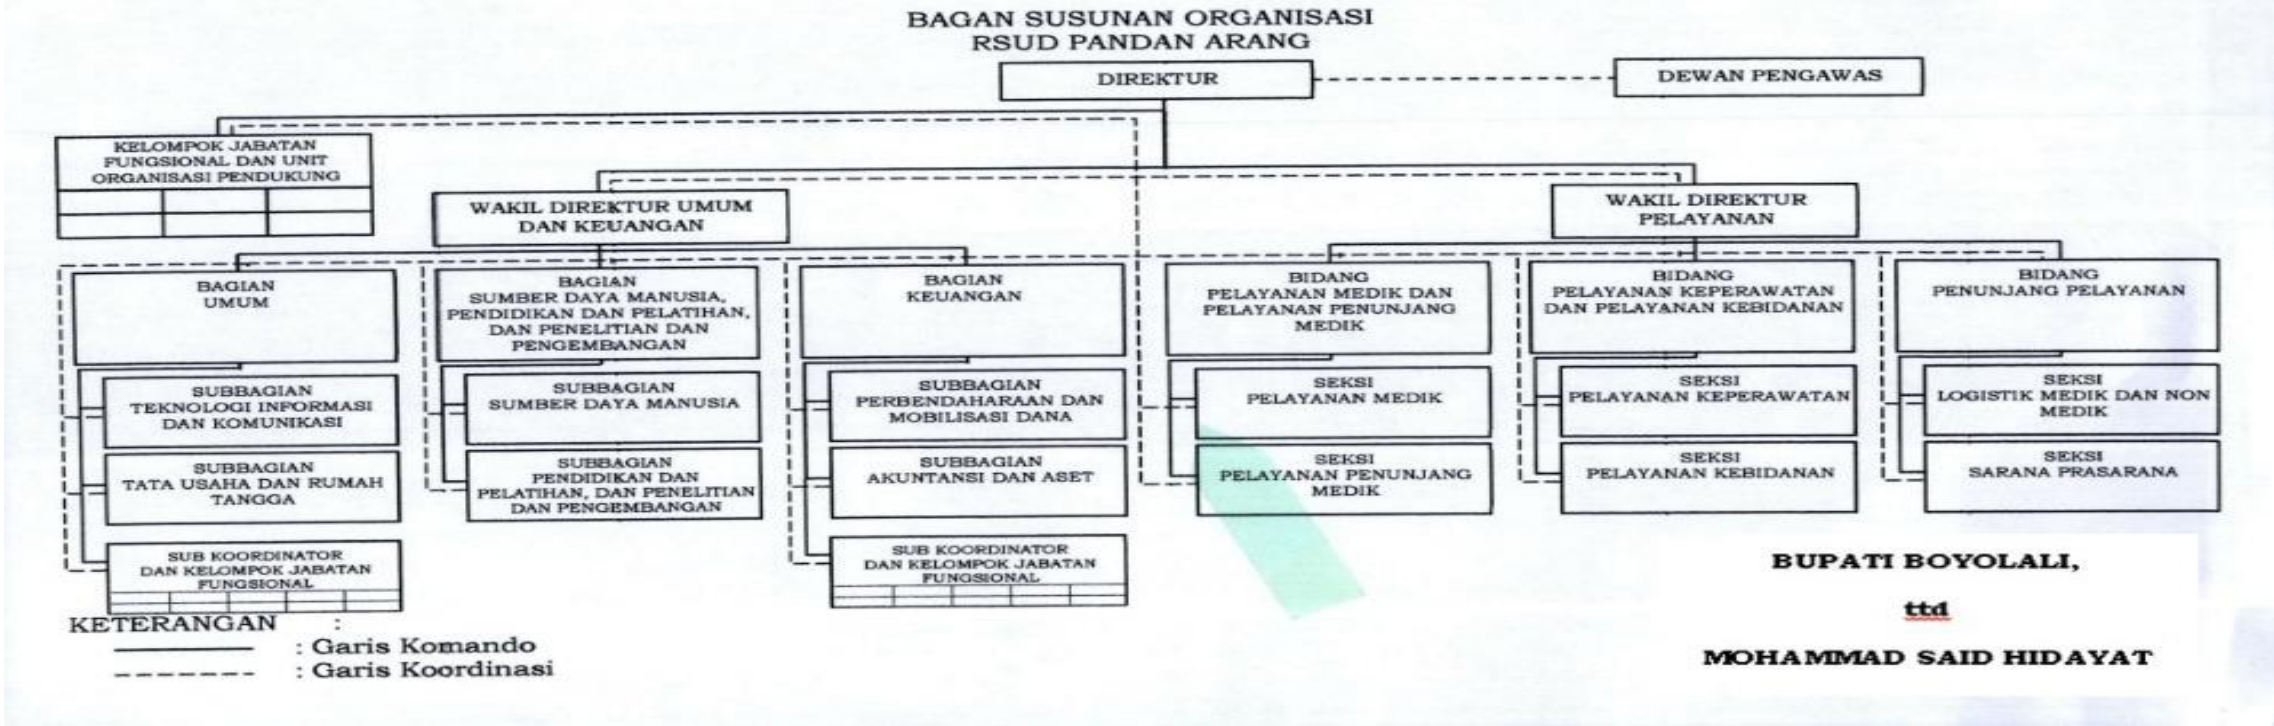 BAGAN SUSUNAN ORGANISASI
RSUD PANDAN ARANG
DIREKTUR
DEWAN PENGAWAS
KELOMPOK JABATAN
FUNGSIONAL DAN UNIT
ORGANISASI PENDUKUNG
WAKIL DIREKTUR UMUM
DAN KEUANGAN
WAKIL DIREKTUR
PELAYANAN
BAGIAN
UMUM
BAGIAN
SUMBER DAYA MANUSIA,
PENDIDIKAN DAN PELATIHAN,
DAN PENELITIAN DAN
PENGEMBANGAN
BAGIAN
KEUANGAN
BIDANG
PELAYANAN MEDIK DAN
PELAYANAN PENUNJANG
MEDIK
BIDANG
PELAYANAN KEPERAWATAN
DAN PELAYANAN KEBIDANAN
BIDANG
PENUNJANG PELAYANAN
SUBBAGIAN
TEKNOLOGI INFORMASI
DAN KOMUNIKASI
SUBBAGIAN
SUMBER DAYA MANUSIA
SUBBAGIAN
PERBENDAHARAAN DAN
MOBILISASI DANA
SEKSI
PELAYANAN MEDIK
SEKSI
PELAYANAN KEPERAWATAN
SEKSI
LOGISTIK MEDIK DAN NON
MEDIK
SUBBAGIAN
TATA USAHA DAN RUMAH
TANGGA
SUBBAGIAN
PENDIDIKAN DAN
PELATIHAN, DAN PENELITIAN
DAN PENGEMBANGAN
SUBBAGIAN
AKUNTANSI DAN ASET
SEKSI
PELAYANAN PENUNJANG
MEDIK
SEKSI
PELAYANAN KEBIDANAN
SEKSI
SARANA PRASARANA
SUB KOORDINATOR
DAN KELOMPOK JABATAN
FUNGSIONAL
SUB KOORDINATOR
DAN KELOMPOK JABATAN
FUNGSIONAL
KETERANGAN :
: Garis Komando
: Garis Koordinasi
BUPATI BOYOLALI,
ttd
MOHAMMAD SAID HIDAYAT